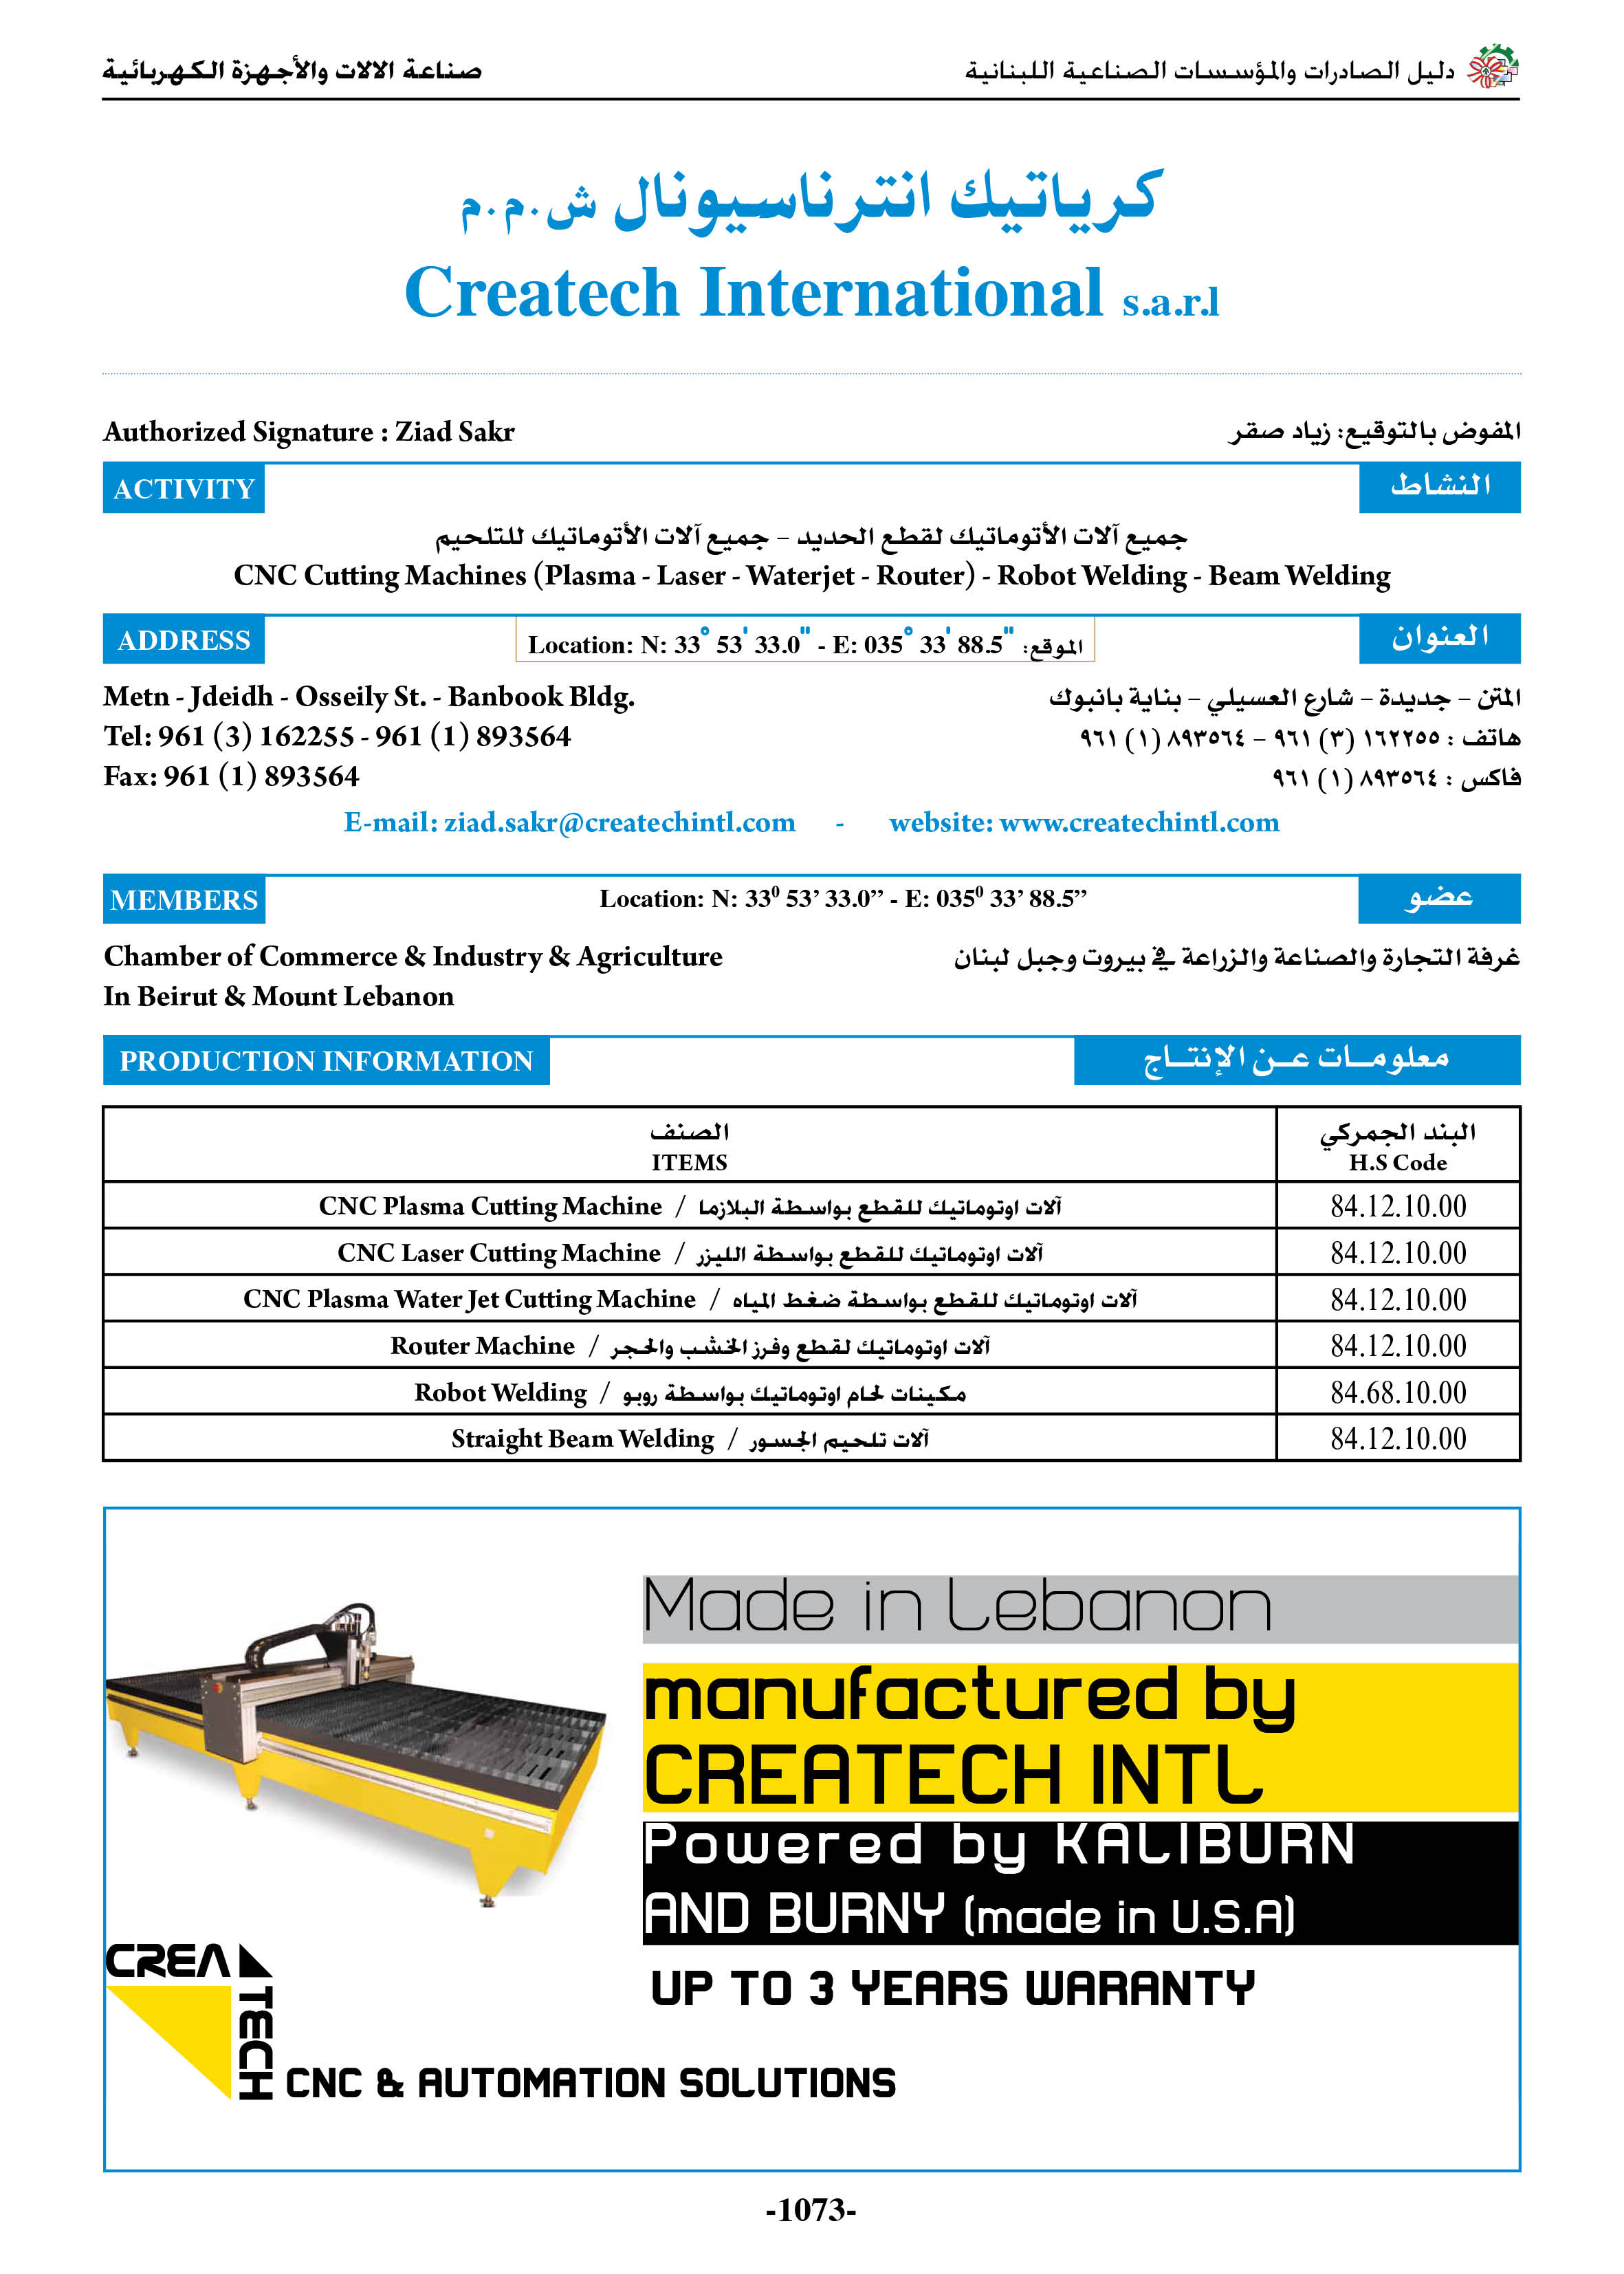 صناعة الالات والأجهزة الكهربائية
دليل الصادرات والمؤسسات الصناعية اللبنانية
كرياتيك انترناسيونال ش.م.م
Createch International s.a.r.l
Authorized Signature : Ziad Sakr
المفوض بالتوقيع: زياد صقر
ACTIVITY
النشاط
جميع آلات الأتوماتيك لقطع الحديد - جميع آلات الأتوماتيك للتلحيم
CNC Cutting Machines (Plasma - Laser - Waterjet - Router) - Robot Welding - Beam Welding
ADDRESS
Location: N: 33° 53' 33.0" - E: 035° 33' 88.5" :الموقع
العنوان
Metn - Jdeidh - Osseily St. - Banbook Bldg.
المتن - جديدة - شارع العسيلي - بناية بانبوك
Tel: 961 (3) 162255 - 961 (1) 893564
هاتف : ١٦٢٢٥٥ (٣) ٩٦١ - ٨٩٣٥٦٤ (١) ٩٦١
Fax: 961 (1) 893564
فاكس : ٨٩٣٥٦٤ (١) ٩٦١
E-mail: ziad.sakr@createchintl.com - website: www.createchintl.com
MEMBERS
Location: N: 33⁰ 53’ 33.0” - E: 035⁰ 33’ 88.5”
عضو
Chamber of Commerce & Industry & Agriculture
غرفة التجارة والصناعة والزراعة في بيروت وجبل لبنان
In Beirut & Mount Lebanon
PRODUCTION INFORMATION
معلومـات عـن الإنتـاج
الصنف
البند الجمركي
ITEMS
H.S Code
CNC Plasma Cutting Machine / آلات اوتوماتيك للقطع بواسطة البلازما
84.12.10.00
CNC Laser Cutting Machine / آلات اوتوماتيك للقطع بواسطة الليزر
84.12.10.00
CNC Plasma Water Jet Cutting Machine / آلات اوتوماتيك للقطع بواسطة ضغط المياه
84.12.10.00
Router Machine / آلات اوتوماتيك لقطع وفرز الخشب والحجر
84.12.10.00
Robot Welding / مكينات لحام اوتوماتيك بواسطة روبو
84.68.10.00
Straight Beam Welding / آلات تلحيم الجسور
84.12.10.00
Made in Lebanon
manufactured by
CREATECH INTL
Powered by KALIBURN
AND BURNY (made in U.S.A)
UP TO 3 YEARS WARANTY
CREA
TECH
CNC & AUTOMATION SOLUTIONS
-1073-